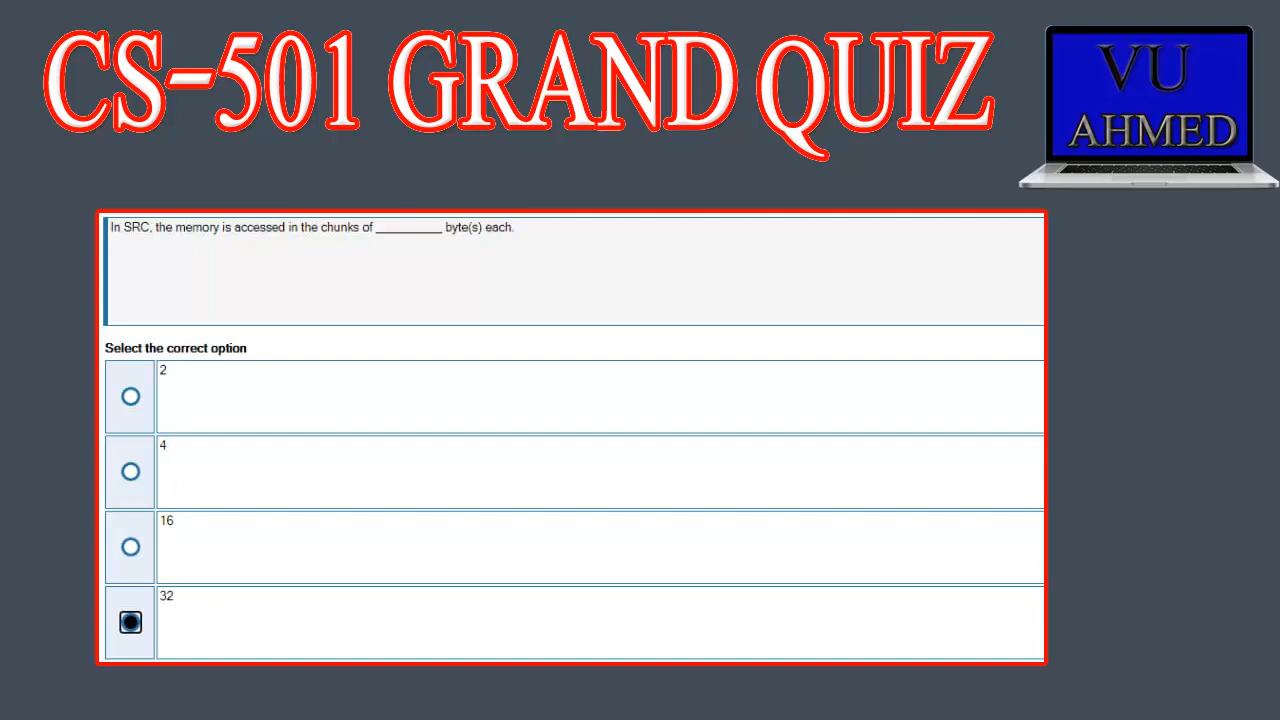 CS-501 GRAND QUIZ
VU
AHMED
In SRC, the memory is accessed in the chunks of __________ byte(s) each.
Select the correct option
2
4
16
32